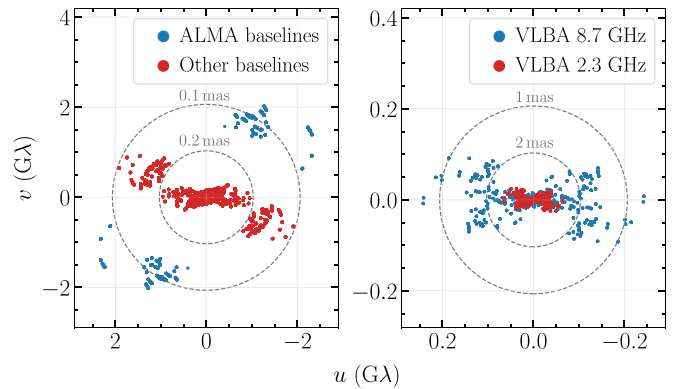 ALMA baselines
Other baselines
0.1 mas
0.2 mas
4
2
0
−2
2
0
−2
v (Gλ)
VLBA 8.7 GHz
VLBA 2.3 GHz
1 mas
2 mas
0.4
0.2
0.0
−0.2
0.2
0.0
−0.2
u (Gλ)